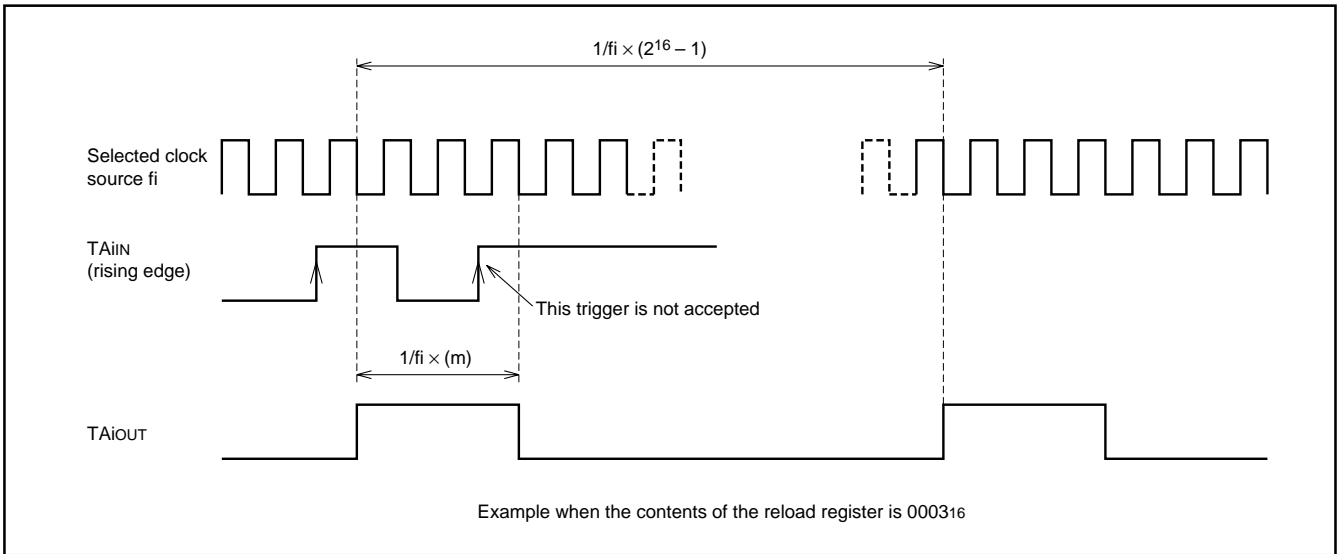 1/fi × (2¹⁶ – 1)
Selected clock
source fi
TAiIN
(rising edge)
This trigger is not accepted
1/fi × (m)
TAiOUT
Example when the contents of the reload register is 0003₁₆